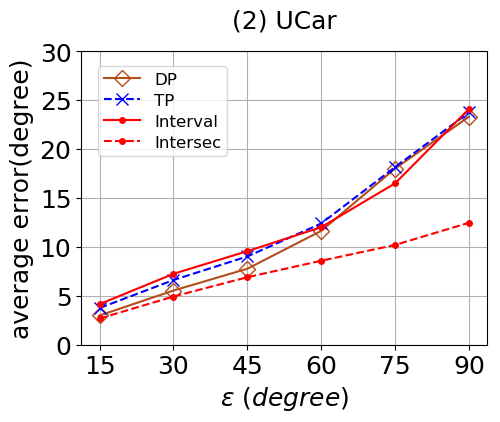 (2) UCar
average error(degree)
30
25
20
15
10
5
0
DP
TP
Interval
Intersec
15 30 45 60 75 90
ε (degree)